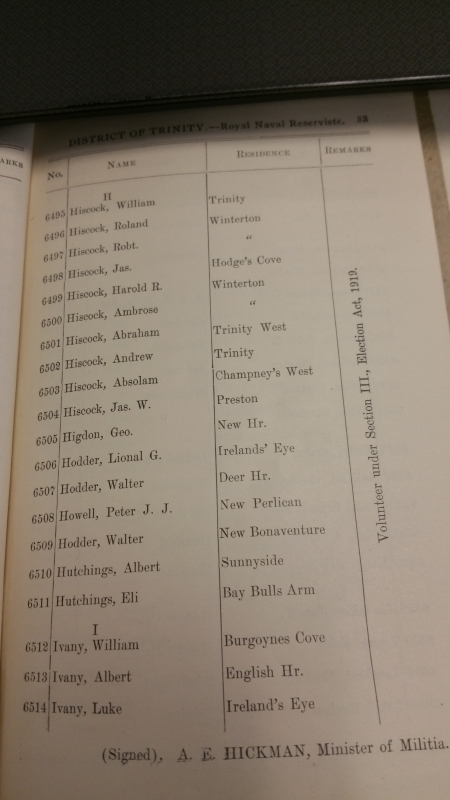 ARKS
DISTRICT OF TRINITY.—Royal Naval Reservists.
No. NAME RESIDENCE REMARKS
H
6495 Hiscock, William Trinity
6496 Hiscock, Roland Winterton
6497 Hiscock, Robt. “
6498 Hiscock, Jas. Hodge's Cove
6499 Hiscock, Harold R. Winterton
6500 Hiscock, Ambrose “
6501 Hiscock, Abraham Trinity West
6502 Hiscock, Andrew Trinity
6503 Hiscock, Absolam Champney's West
6504 Hiscock, Jas. W. Preston
6505 Higdon, Geo. New Hr.
6506 Hodder, Lional G. Irelands' Eye
6507 Hodder, Walter Deer Hr.
6508 Howell, Peter J. J. New Perlican
6509 Hodder, Walter New Bonaventure
6510 Hutchings, Albert Sunnyside
6511 Hutchings, Eli Bay Bulls Arm
I
6512 Ivany, William Burgoynes Cove
6513 Ivany, Albert English Hr.
6514 Ivany, Luke Ireland's Eye
Volunteer under Section III., Election Act, 1919.
(Signed), A. E. HICKMAN, Minister of Militia.